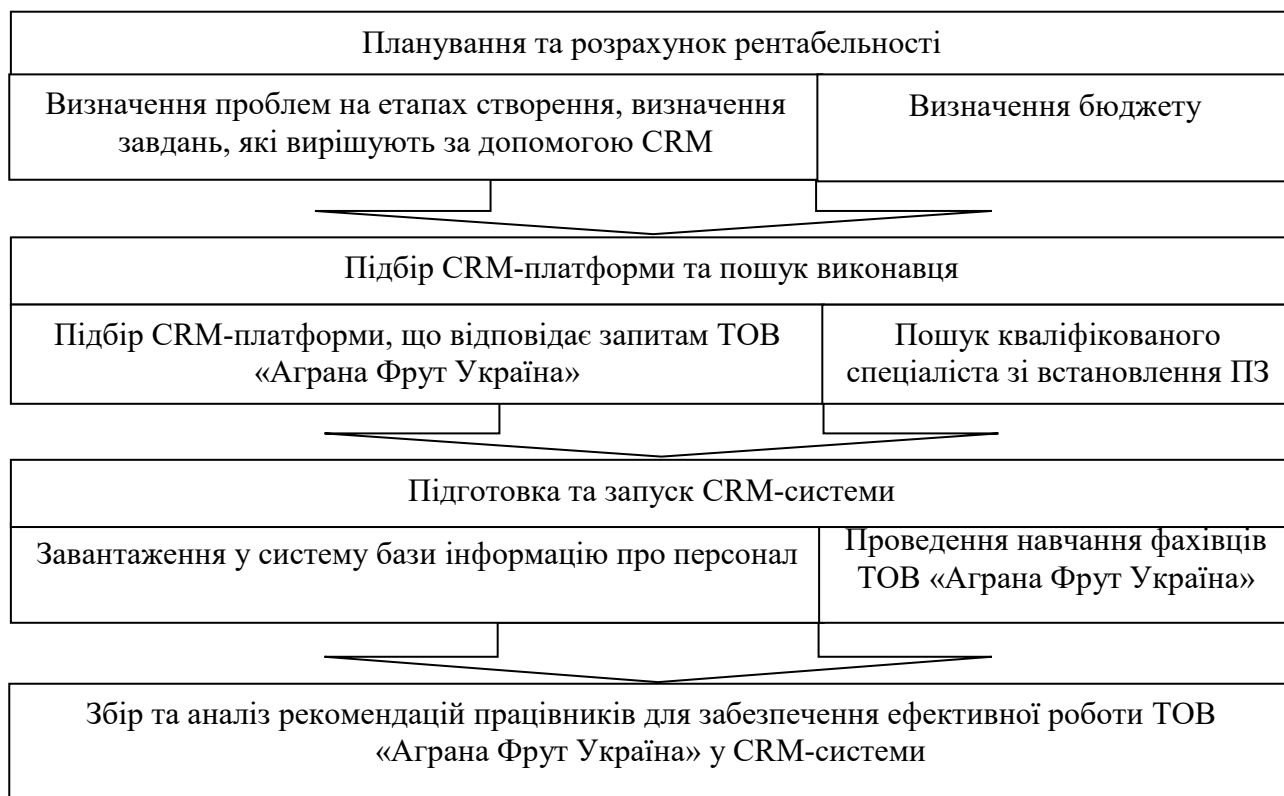 Планування та розрахунок рентабельності
Визначення проблем на етапах створення, визначення
завдань, які вирішують за допомогою CRM
Визначення бюджету
Підбір CRM-платформи та пошук виконавця
Підбір CRM-платформи, що відповідає запитам ТОВ
«Аграна Фрут Україна»
Пошук кваліфікованого
спеціаліста зі встановлення ПЗ
Підготовка та запуск CRM-системи
Завантаження у систему бази інформацію про персонал
Проведення навчання фахівців
ТОВ «Аграна Фрут Україна»
Збір та аналіз рекомендацій працівників для забезпечення ефективної роботи ТОВ
«Аграна Фрут Україна» у CRM-системи